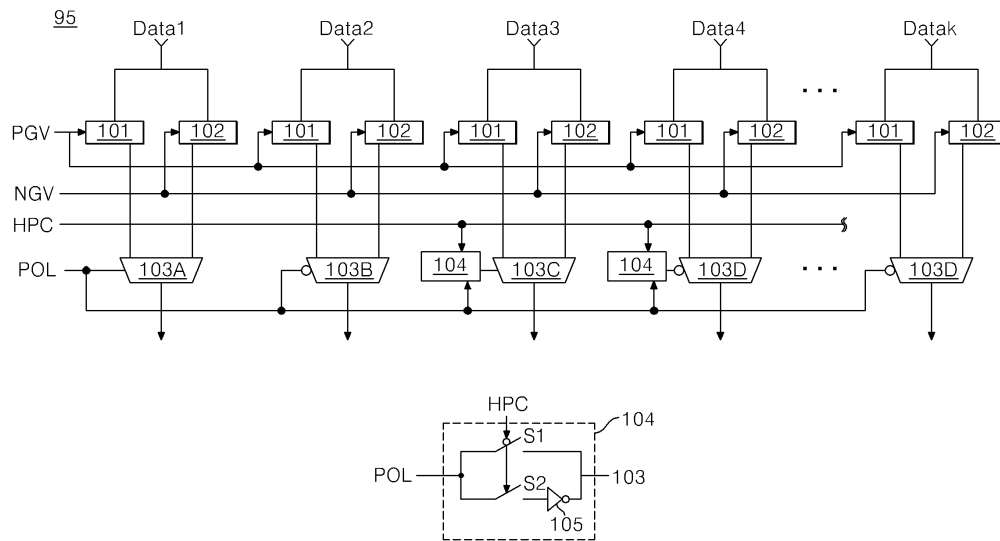 95
Data1 Data2 Data3 Data4 Datak
...
PGV 101 102 101 102 101 102 101 102 101 102
NGV
HPC
POL 103A 103B 104 103C 104 103D ... 103D
HPC
104
S1
POL 103
S2
105